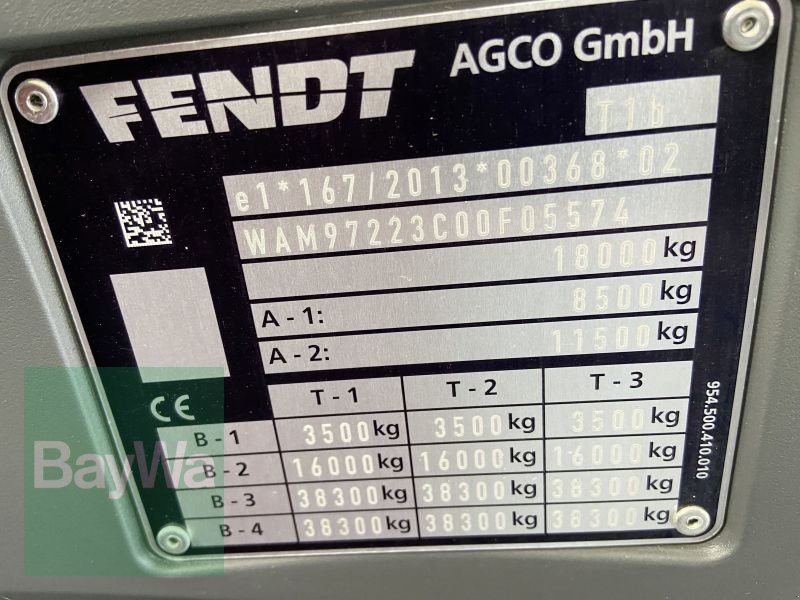 FENDT AGCO GmbH
T1b
e1*167/2013*00368*02
WAM97223C00F05574
18000 kg
A - 1: 8500 kg
A - 2: 11500 kg
T - 1 T - 2 T - 3
B - 1 3500 kg 3500 kg 3500 kg
B - 2 16000 kg 16000 kg 16000 kg
B - 3 38300 kg 38300 kg 38300 kg
B - 4 38300 kg 38300 kg 38300 kg
CE
954.500.410.010
BayWa